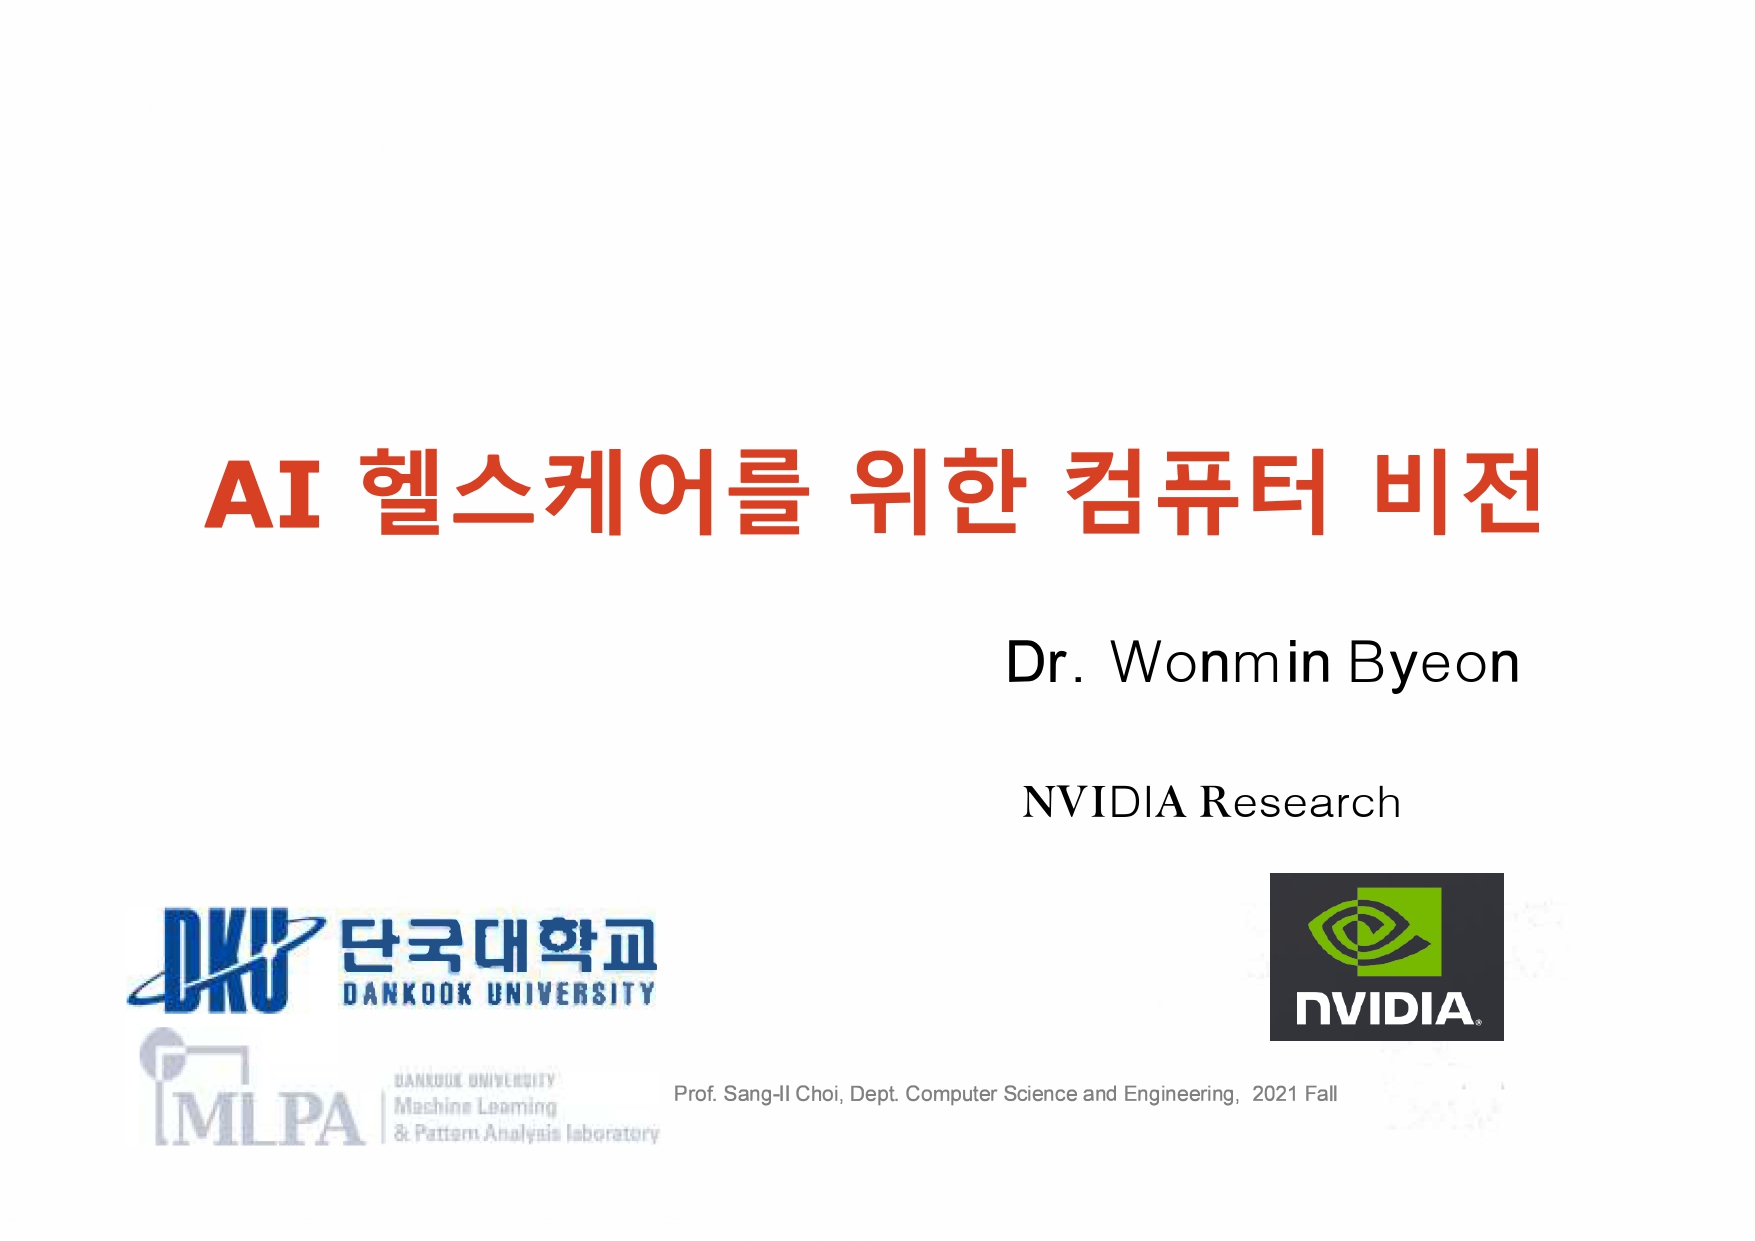 AI 헬스케어를 위한 컴퓨터 비전
Dr. Wonmin Byeon
NVIDIA Research
DKU 단국대학교
DANKOOK UNIVERSITY
NVIDIA
MLPA
DANKOOK UNIVERSITY
Machine Learning
& Pattern Analysis laboratory
Prof. Sang-Il Choi, Dept. Computer Science and Engineering, 2021 Fall